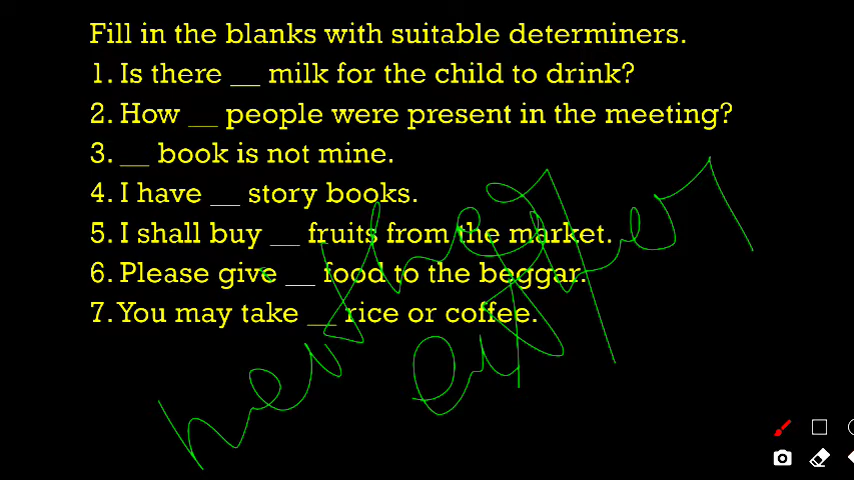 Fill in the blanks with suitable determiners.
1. Is there __ milk for the child to drink?
2. How __ people were present in the meeting?
3. __ book is not mine.
4. I have __ story books.
5. I shall buy __ fruits from the market.
6. Please give __ food to the beggar.
7. You may take __ rice or coffee.
neither
either